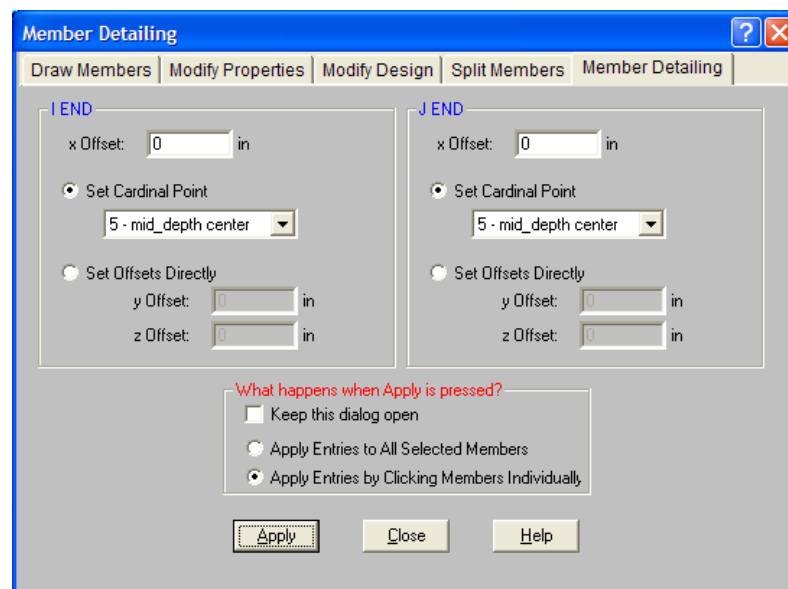 Member Detailing
Draw Members Modify Properties Modify Design Split Members Member Detailing
I END
x Offset: 0 in
Set Cardinal Point
5 - mid_depth center
Set Offsets Directly
y Offset: 0 in
z Offset: 0 in
J END
x Offset: 0 in
Set Cardinal Point
5 - mid_depth center
Set Offsets Directly
y Offset: 0 in
z Offset: 0 in
What happens when Apply is pressed?
Keep this dialog open
Apply Entries to All Selected Members
Apply Entries by Clicking Members Individually
Apply Close Help